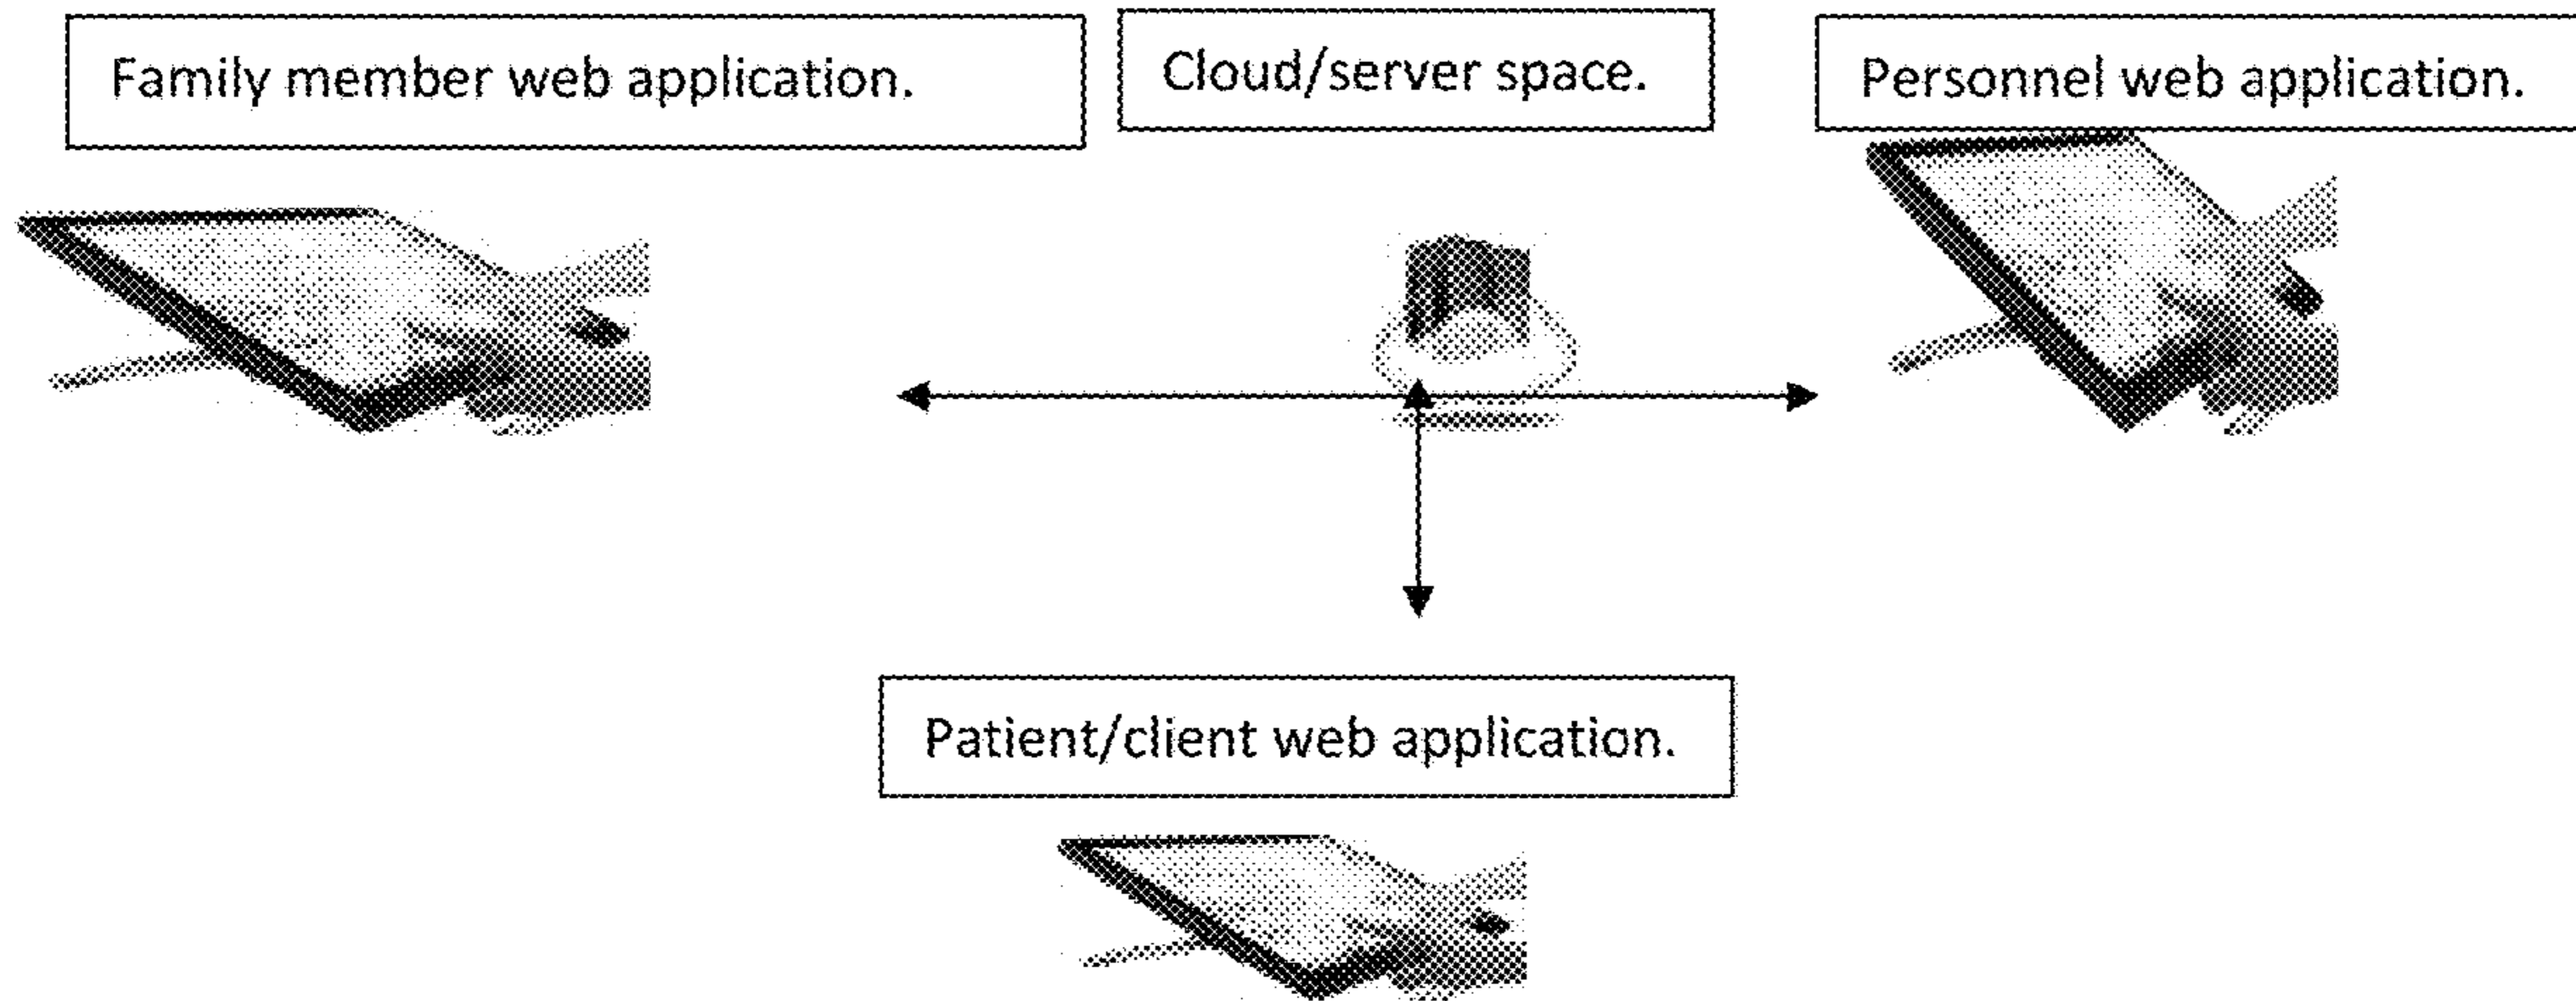 Family member web application.
Cloud/server space.
Personnel web application.
Patient/client web application.